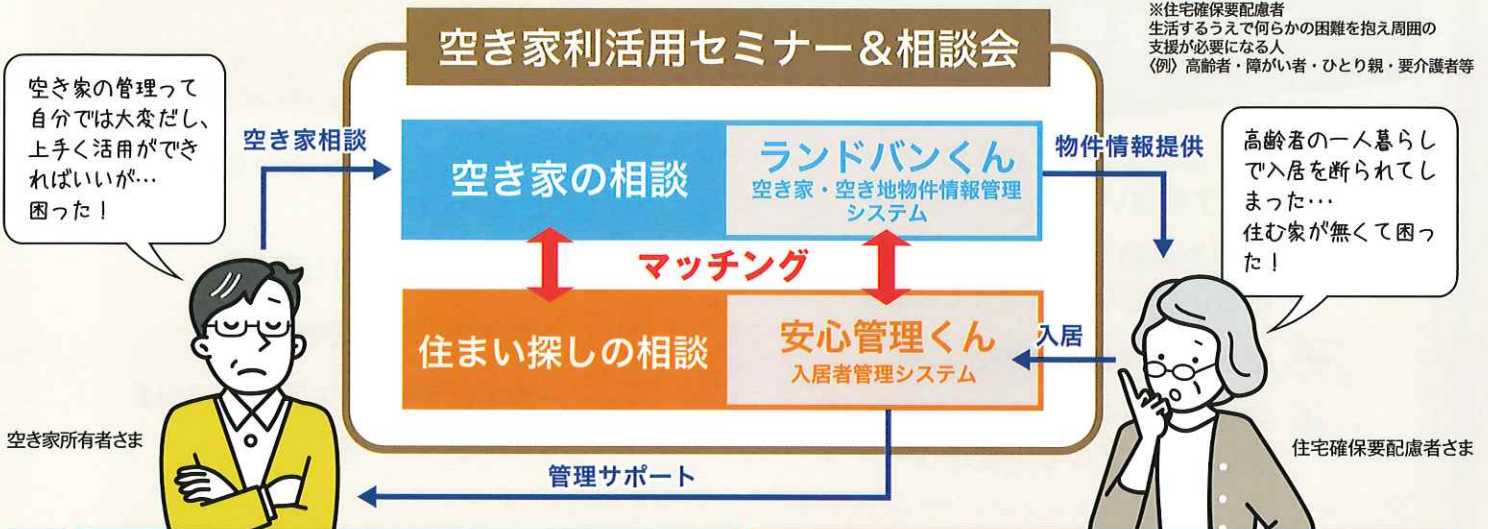 空き家利活用セミナー＆相談会
※住宅確保要配慮者
生活するうえで何らかの困難を抱え周囲の
支援が必要になる人
〈例〉高齢者・障がい者・ひとり親・要介護者等
空き家の管理って
自分では大変だし、
上手く活用ができ
ればいいが…
困った！
空き家相談
空き家の相談
ランドバンくん
空き家・空き地物件情報管理
システム
物件情報提供
高齢者の一人暮らし
で入居を断られてし
まった…
住む家が無くて困っ
た！
マッチング
住まい探しの相談
安心管理くん
入居者管理システム
入居
空き家所有者さま
管理サポート
住宅確保要配慮者さま